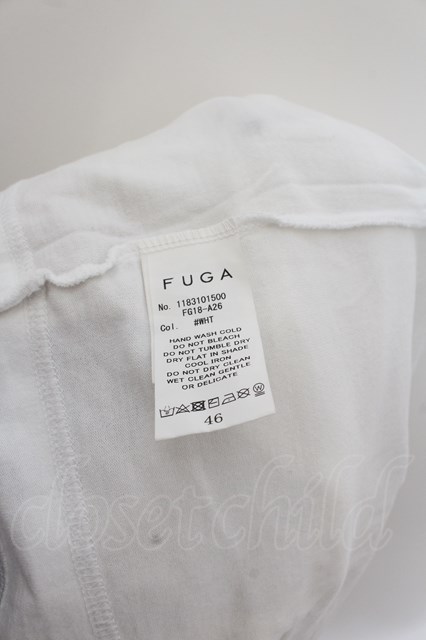 FUGA
No. 1183101500
FG18-A26
Col. #WHT
HAND WASH COLD
DO NOT BLEACH
DO NOT TUMBLE DRY
DRY FLAT IN SHADE
COOL IRON
DO NOT DRY CLEAN
WET CLEAN GENTLE
OR DELICATE
46
closetchild